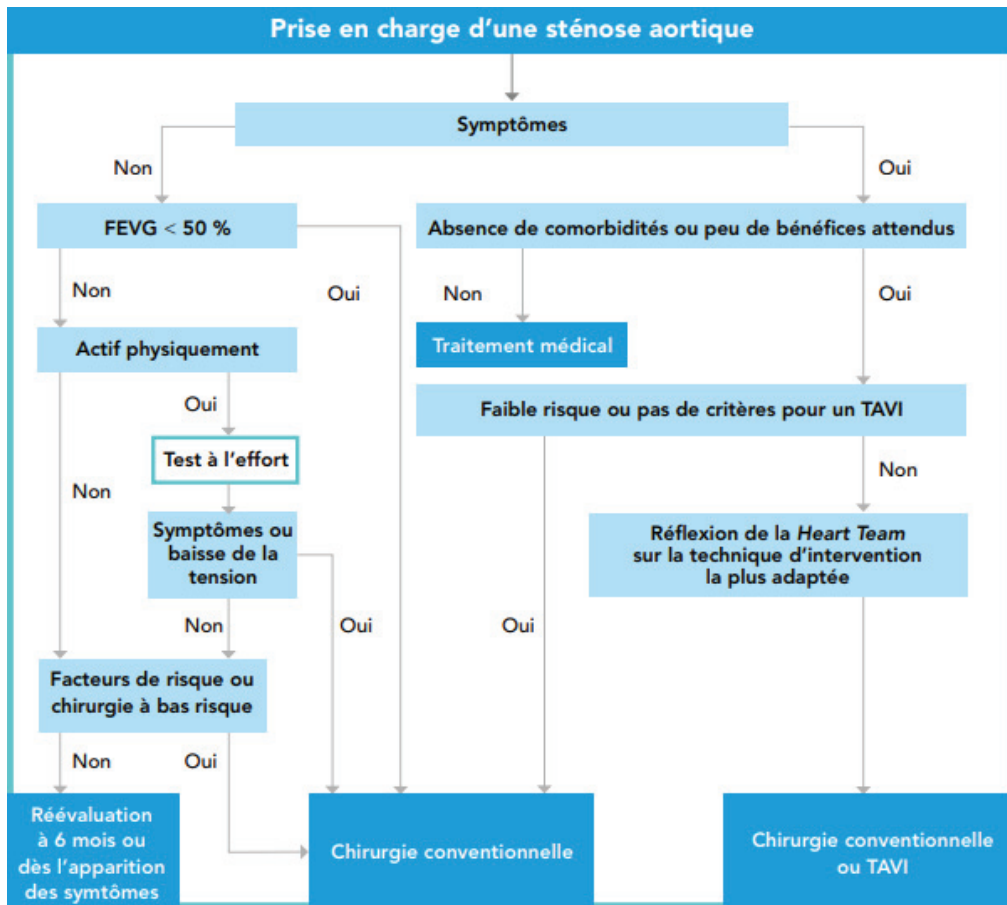 Prise en charge d'une sténose aortique
Symptômes
Non
Oui
FEVG < 50 %
Absence de comorbidités ou peu de bénéfices attendus
Non
Oui
Non
Oui
Actif physiquement
Traitement médical
Oui
Faible risque ou pas de critères pour un TAVI
Test à l'effort
Non
Non
Symptômes ou
baisse de la
tension
Réflexion de la Heart Team
sur la technique d'intervention
la plus adaptée
Non
Oui
Oui
Facteurs de risque ou
chirurgie à bas risque
Non
Oui
Réévaluation
à 6 mois ou
dès l'apparition
des symtômes
Chirurgie conventionnelle
Chirurgie conventionnelle
ou TAVI